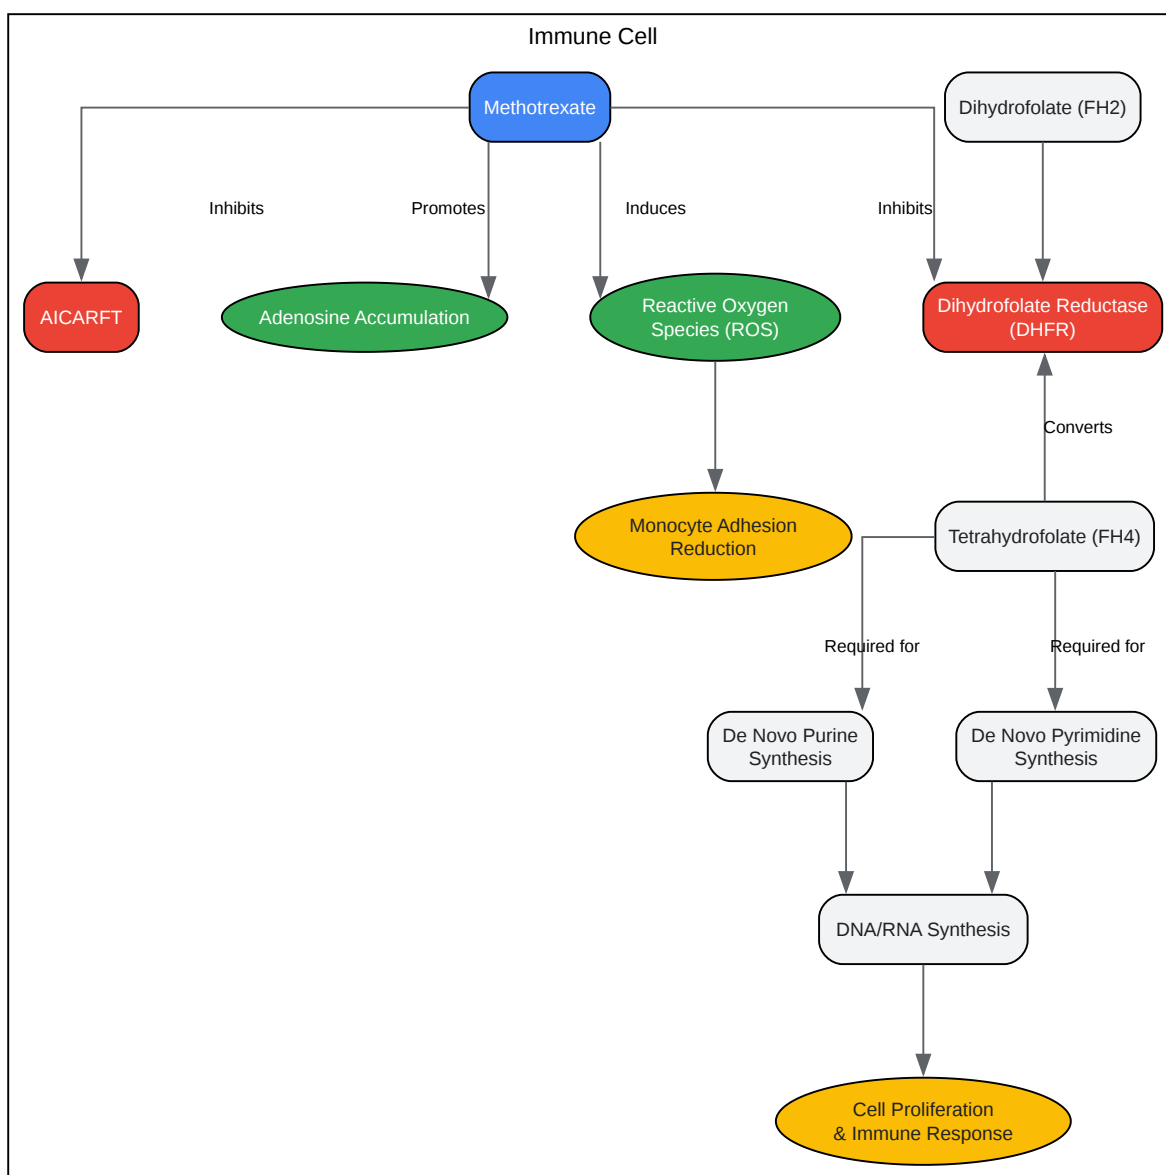 Immune Cell
Methotrexate
Dihydrofolate (FH2)
Inhibits
Promotes
Induces
Inhibits
AICARFT
Adenosine Accumulation
Reactive Oxygen
Species (ROS)
Dihydrofolate Reductase
(DHFR)
Converts
Monocyte Adhesion
Reduction
Tetrahydrofolate (FH4)
Required for
Required for
De Novo Purine
Synthesis
De Novo Pyrimidine
Synthesis
DNA/RNA Synthesis
Cell Proliferation
& Immune Response